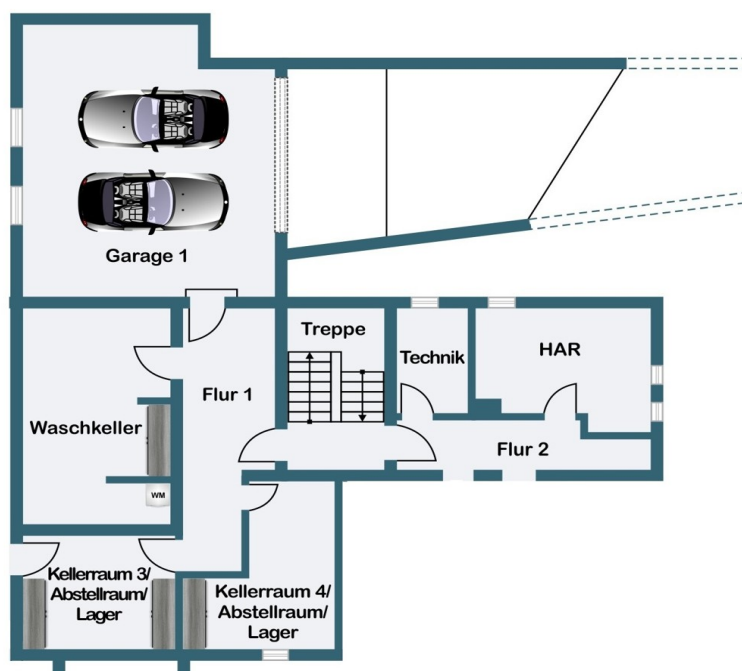 Garage 1
Treppe
Technik
HAR
Flur 1
Waschkeller
Flur 2
WM
Kellerraum 3/
Abstellraum/
Lager
Kellerraum 4/
Abstellraum/
Lager